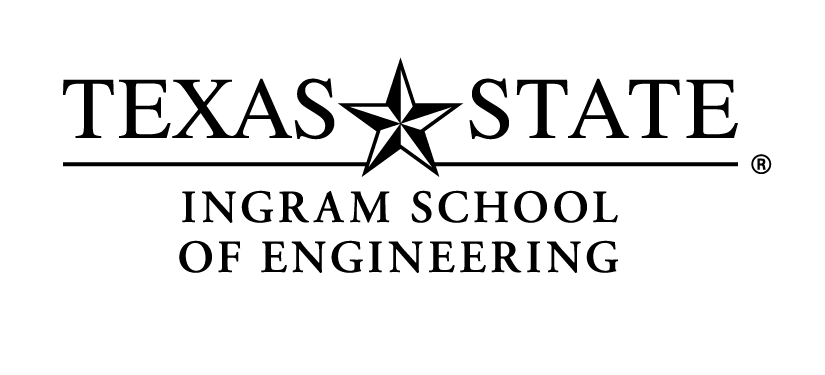 TEXAS STATE
®
INGRAM SCHOOL
OF ENGINEERING